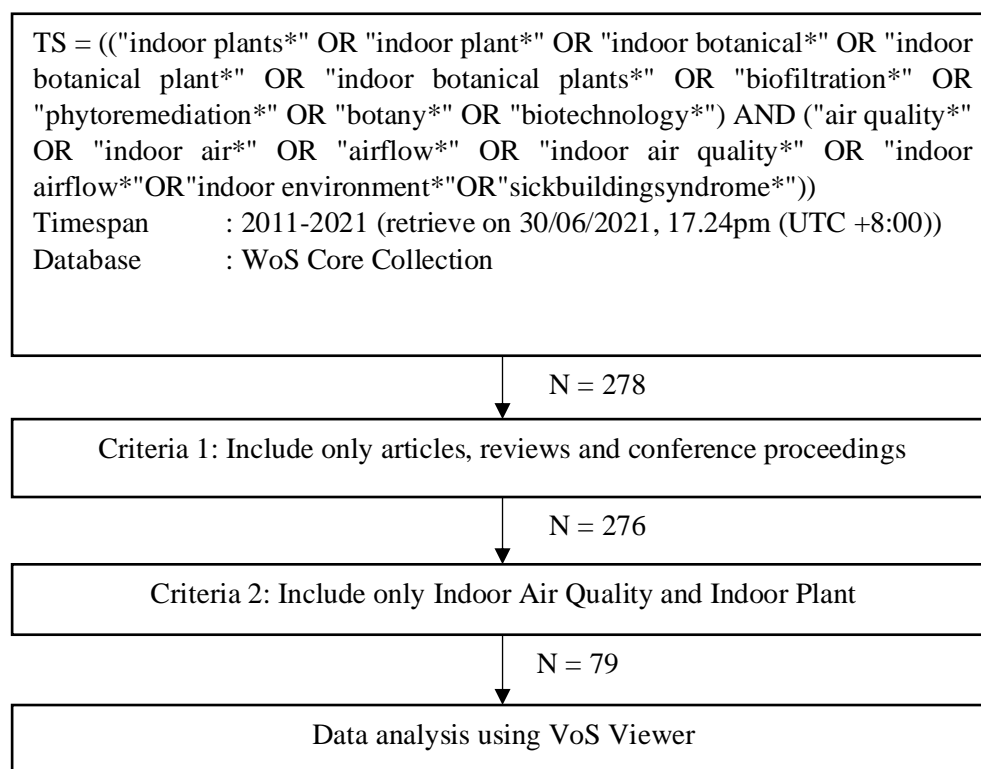 TS = (("indoor plants*" OR "indoor plant*" OR "indoor botanical*" OR "indoor
botanical plant*" OR "indoor botanical plants*" OR "biofiltration*" OR
"phytoremediation*" OR "botany*" OR "biotechnology*") AND ("air quality*"
OR "indoor air*" OR "airflow*" OR "indoor air quality*" OR "indoor
airflow*"OR"indoor environment*"OR"sickbuildingsyndrome*"))
Timespan : 2011-2021 (retrieve on 30/06/2021, 17.24pm (UTC +8:00))
Database : WoS Core Collection
N = 278
Criteria 1: Include only articles, reviews and conference proceedings
N = 276
Criteria 2: Include only Indoor Air Quality and Indoor Plant
N = 79
Data analysis using VoS Viewer